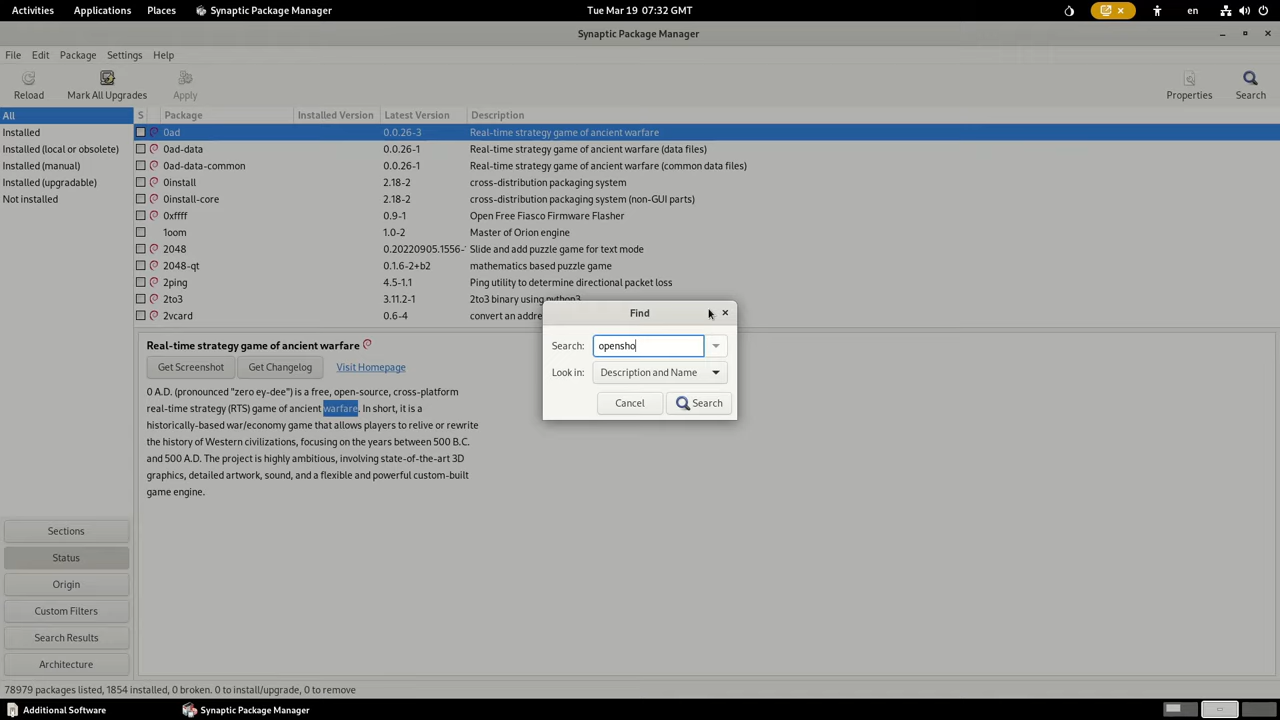 Activities Applications Places Synaptic Package Manager Tue Mar 19 07:32 GMT en
Synaptic Package Manager
File Edit Package Settings Help
Reload Mark All Upgrades Apply Properties Search
All S Package Installed Version Latest Version Description
Installed 0ad 0.0.26-3 Real-time strategy game of ancient warfare
Installed (local or obsolete) 0ad-data 0.0.26-1 Real-time strategy game of ancient warfare (data files)
Installed (manual) 0ad-data-common 0.0.26-1 Real-time strategy game of ancient warfare (common data files)
Installed (upgradable) 0install 2.18-2 cross-distribution packaging system
Not installed 0install-core 2.18-2 cross-distribution packaging system (non-GUI parts)
0xffff 0.9-1 Open Free Fiasco Firmware Flasher
1oom 1.0-2 Master of Orion engine
2048 0.20220905.1556- Slide and add puzzle game for text mode
2048-qt 0.1.6-2+b2 mathematics based puzzle game
2ping 4.5-1.1 Ping utility to determine directional packet loss
2to3 3.11.2-1 2to3 binary using python3
2vcard 0.6-4 convert an addre
Find
Search: opensho
Look in: Description and Name
Cancel Search
Real-time strategy game of ancient warfare
Get Screenshot Get Changelog Visit Homepage
0 A.D. (pronounced "zero ey-dee") is a free, open-source, cross-platform
real-time strategy (RTS) game of ancient warfare. In short, it is a
historically-based war/economy game that allows players to relive or rewrite
the history of Western civilizations, focusing on the years between 500 B.C.
and 500 A.D. The project is highly ambitious, involving state-of-the-art 3D
graphics, detailed artwork, sound, and a flexible and powerful custom-built
game engine.
Sections
Status
Origin
Custom Filters
Search Results
Architecture
78979 packages listed, 1854 installed, 0 broken. 0 to install/upgrade, 0 to remove
Additional Software Synaptic Package Manager